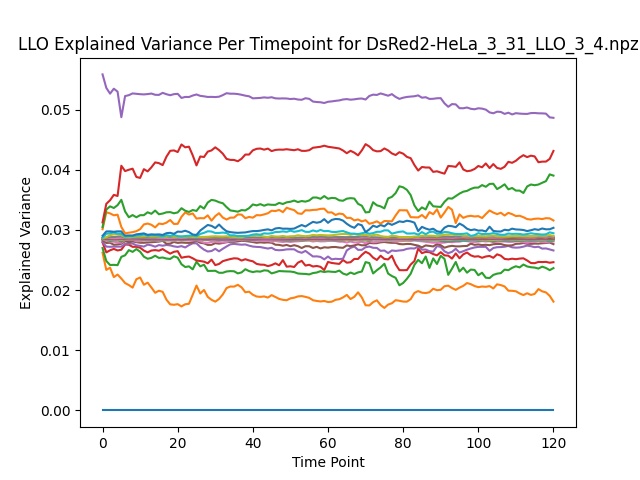 LLO Explained Variance Per Timepoint for DsRed2-HeLa_3_31_LLO_3_4.npz
0.05
0.04
0.03
0.02
0.01
0.00
Explained Variance
0 20 40 60 80 100 120
Time Point